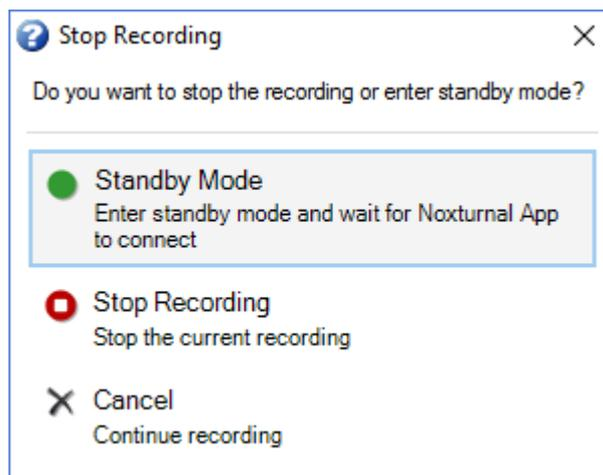 Stop Recording
Do you want to stop the recording or enter standby mode?
Standby Mode
Enter standby mode and wait for Noxturnal App
to connect
Stop Recording
Stop the current recording
Cancel
Continue recording